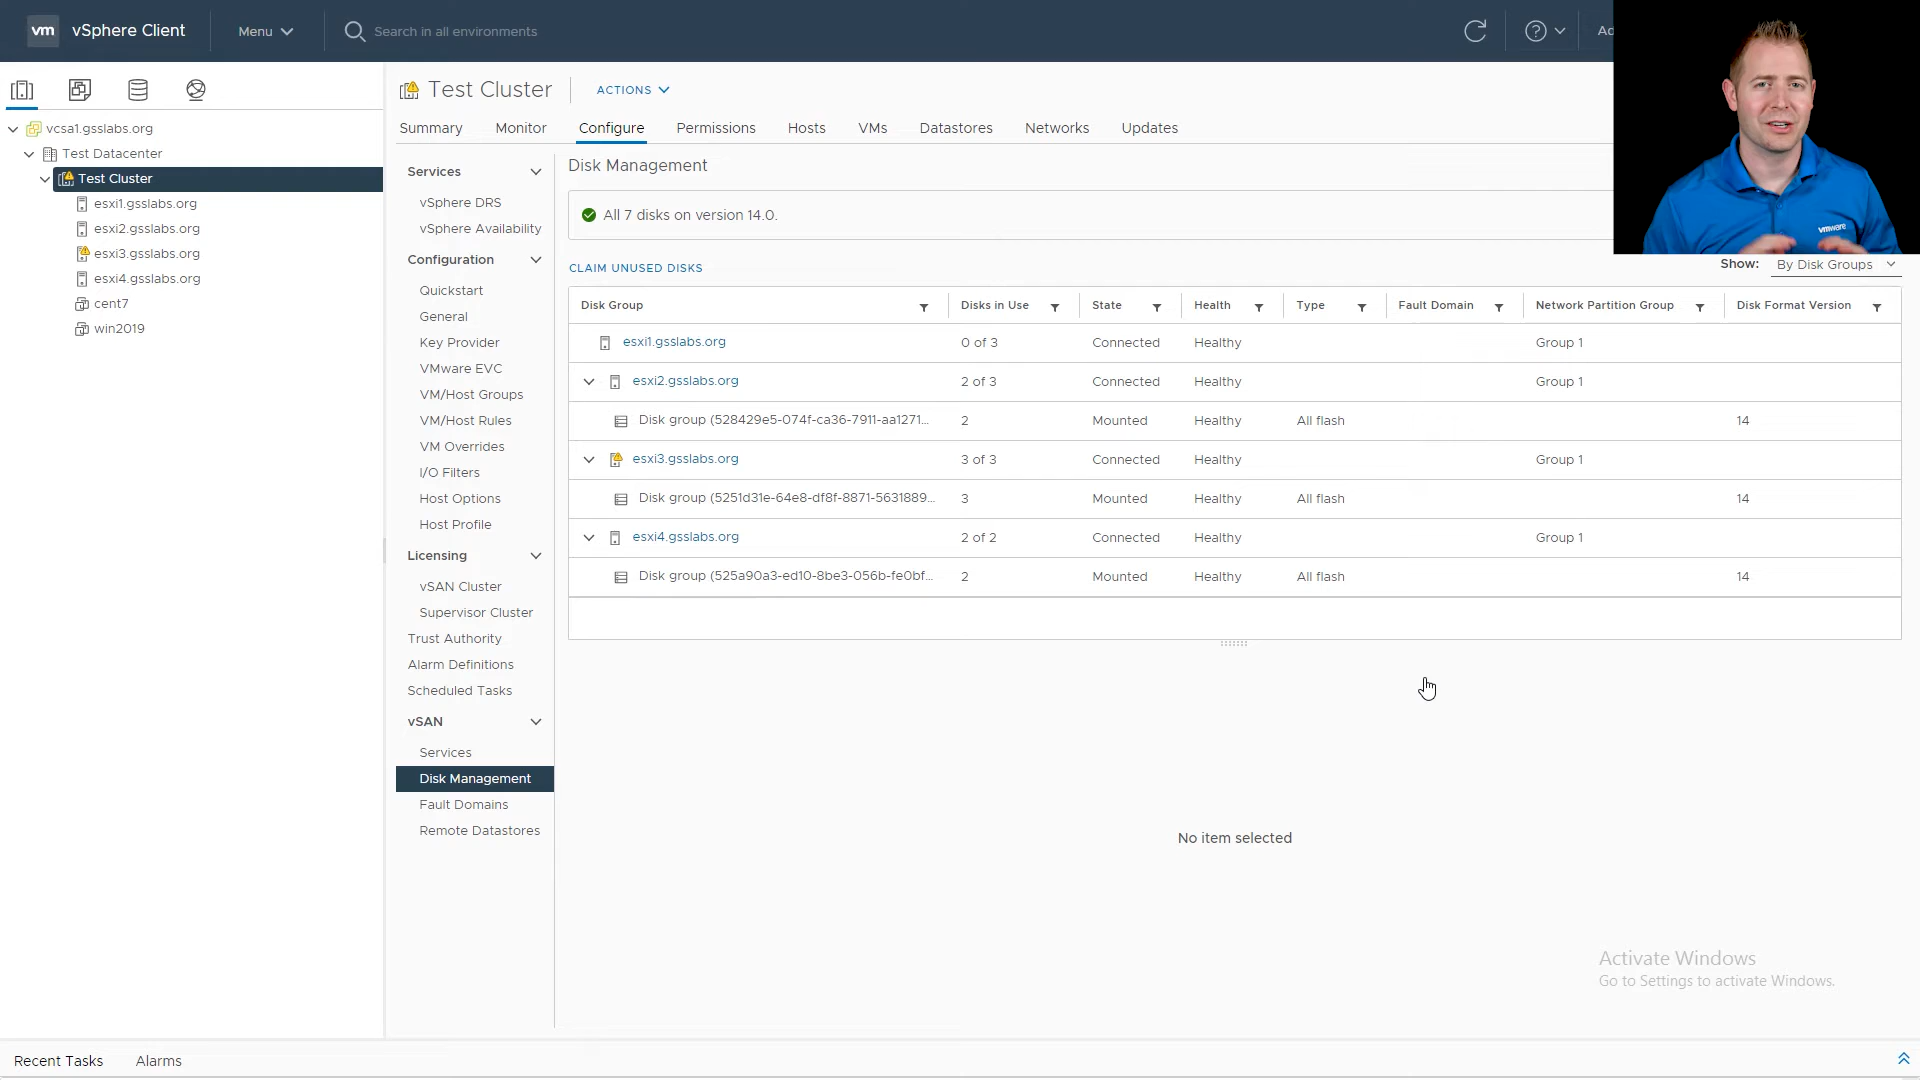 vm vSphere Client Menu Search in all environments
Test Cluster ACTIONS
Summary Monitor Configure Permissions Hosts VMs Datastores Networks Updates
vcsa1.gsslabs.org
Test Datacenter
Test Cluster
esxi1.gsslabs.org
esxi2.gsslabs.org
esxi3.gsslabs.org
esxi4.gsslabs.org
cent7
win2019
Services
vSphere DRS
vSphere Availability
Configuration
Quickstart
General
Key Provider
VMware EVC
VM/Host Groups
VM/Host Rules
VM Overrides
I/O Filters
Host Options
Host Profile
Licensing
vSAN Cluster
Supervisor Cluster
Trust Authority
Alarm Definitions
Scheduled Tasks
vSAN
Services
Disk Management
Fault Domains
Remote Datastores
Disk Management
All 7 disks on version 14.0.
CLAIM UNUSED DISKS
Show: By Disk Groups
Disk Group Disks in Use State Health Type Fault Domain Network Partition Group Disk Format Version
esxi1.gsslabs.org 0 of 3 Connected Healthy Group 1
esxi2.gsslabs.org 2 of 3 Connected Healthy Group 1
Disk group (528429e5-074f-ca36-7911-aa1271... 2 Mounted Healthy All flash 14
esxi3.gsslabs.org 3 of 3 Connected Healthy Group 1
Disk group (5251d31e-64e8-df8f-8871-5631889... 3 Mounted Healthy All flash 14
esxi4.gsslabs.org 2 of 2 Connected Healthy Group 1
Disk group (525a90a3-ed10-8be3-056b-fe0bf... 2 Mounted Healthy All flash 14
No item selected
vmware
Activate Windows
Go to Settings to activate Windows.
Recent Tasks Alarms